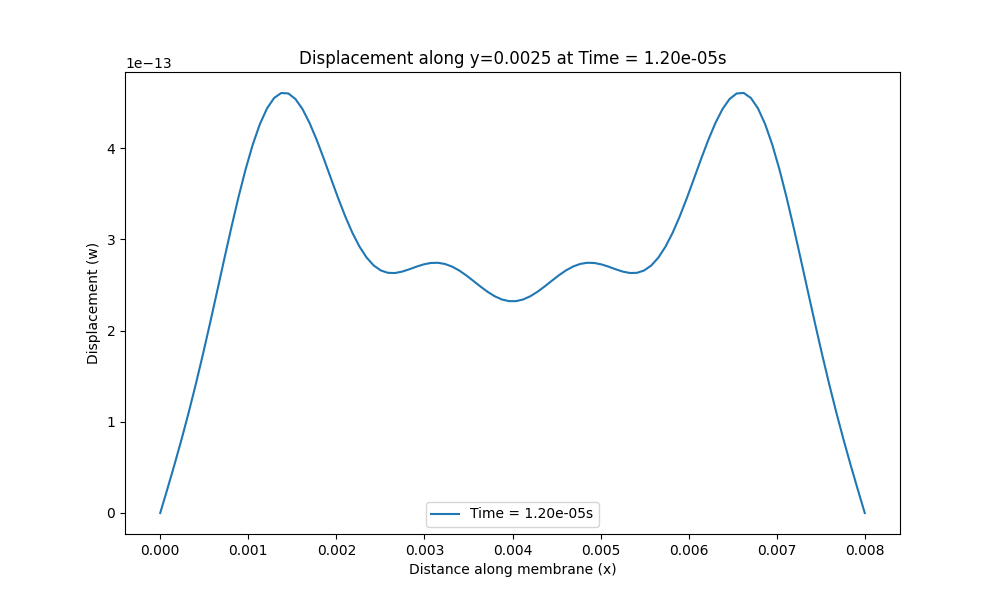 Displacement along y=0.0025 at Time = 1.20e-05s
1e−13
4
3
2
1
0
Displacement (w)
Time = 1.20e-05s
0.000 0.001 0.002 0.003 0.004 0.005 0.006 0.007 0.008
Distance along membrane (x)